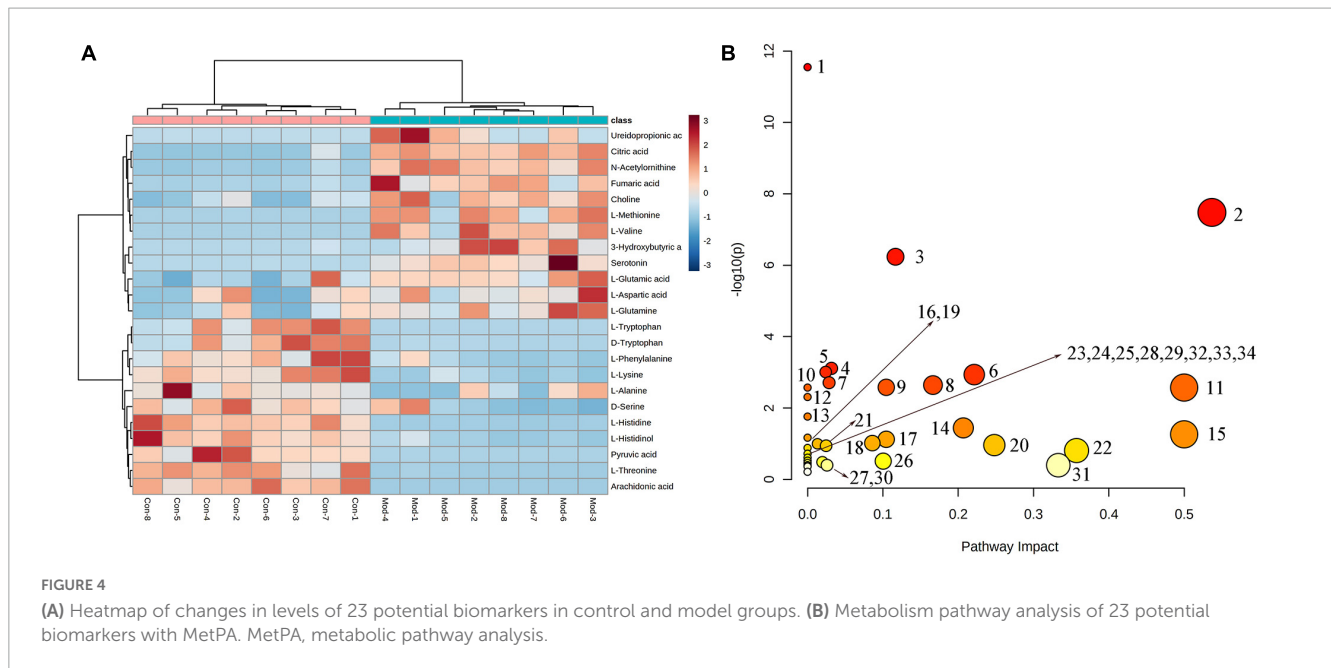 A
class
Ureidopropionic ac
Citric acid
N-Acetylornithine
Fumaric acid
Choline
L-Methionine
L-Valine
3-Hydroxybutyric a
Serotonin
L-Glutamic acid
L-Aspartic acid
L-Glutamine
L-Tryptophan
D-Tryptophan
L-Phenylalanine
L-Lysine
L-Alanine
D-Serine
L-Histidine
L-Histidinol
Pyruvic acid
L-Threonine
Arachidonic acid
3
2
1
0
-1
-2
-3
Con-8 Con-5 Con-4 Con-2 Con-6 Con-3 Con-7 Con-1 Mod-4 Mod-1 Mod-5 Mod-2 Mod-8 Mod-7 Mod-6 Mod-3
B
-log10(p)
12
10
8
6
4
2
0
1
2
3
16,19
23,24,25,28,29,32,33,34
5
4
10
7
9
8
6
11
12
13
21
14
15
18
17
20
22
26
31
27,30
0.0 0.1 0.2 0.3 0.4 0.5
Pathway Impact
FIGURE 4
(A) Heatmap of changes in levels of 23 potential biomarkers in control and model groups. (B) Metabolism pathway analysis of 23 potential
biomarkers with MetPA. MetPA, metabolic pathway analysis.